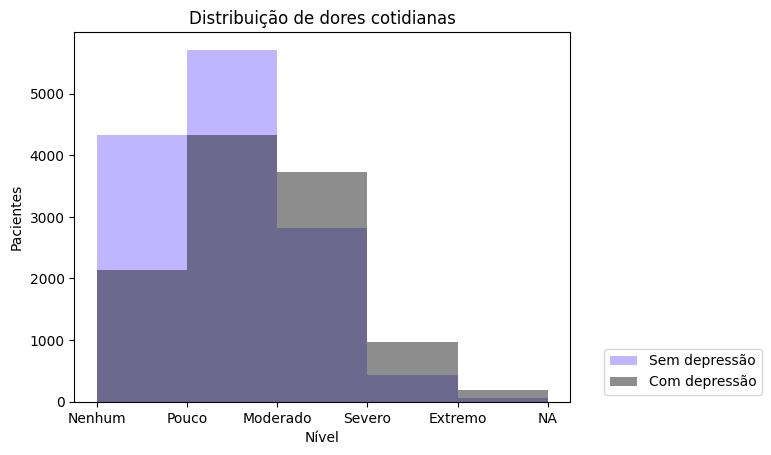 Distribuição de dores cotidianas
Pacientes
5000
4000
3000
2000
1000
0
Nenhum Pouco Moderado Severo Extremo NA
Nível
Sem depressão
Com depressão